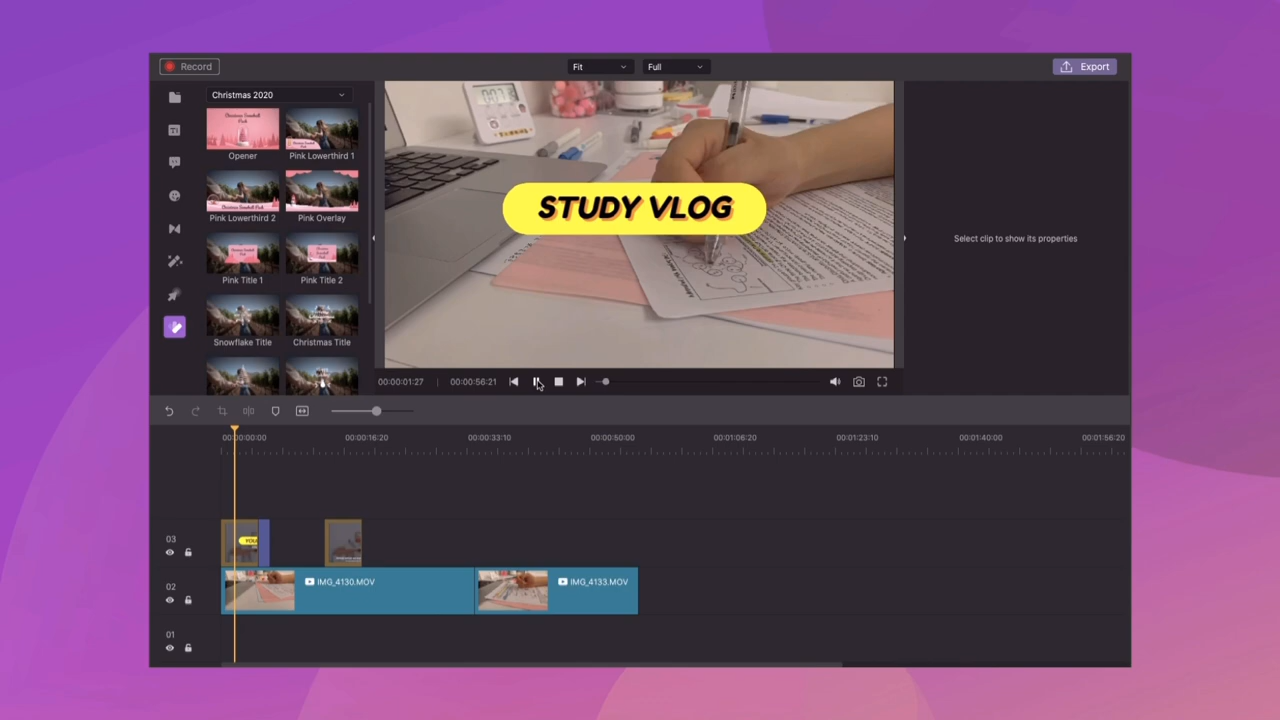 Record
Fit
Full
Export
Christmas 2020
Opener
Pink Lowerthird 1
Pink Lowerthird 2
Pink Overlay
Pink Title 1
Pink Title 2
Snowflake Title
Christmas Title
STUDY VLOG
Select clip to show its properties
00:00:01:27 | 00:00:56:21
00:00:00:00
00:00:16:20
00:00:33:10
00:00:50:00
00:01:06:20
00:01:23:10
00:01:40:00
00:01:56:20
03
YOU
02
IMG_4130.MOV
IMG_4133.MOV
01